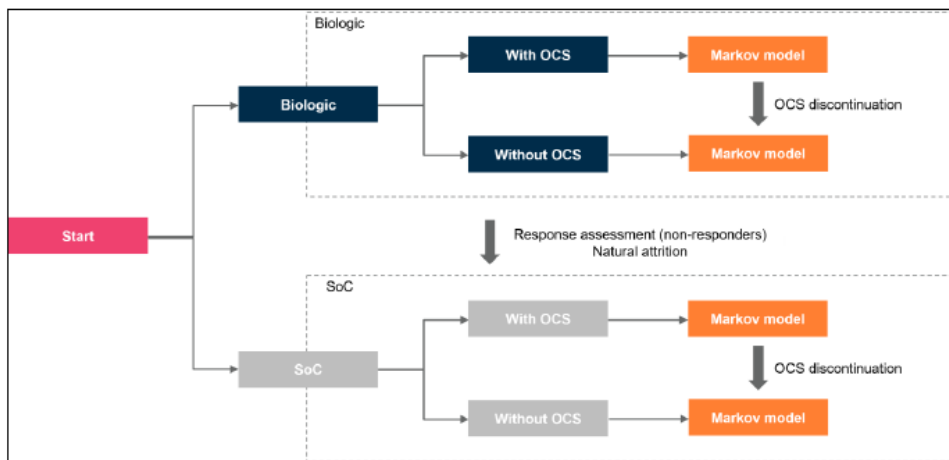 Biologic
With OCS
Markov model
Biologic
OCS discontinuation
Without OCS
Markov model
Start
Response assessment (non-responders)
Natural attrition
SoC
With OCS
Markov model
SoC
OCS discontinuation
Without OCS
Markov model